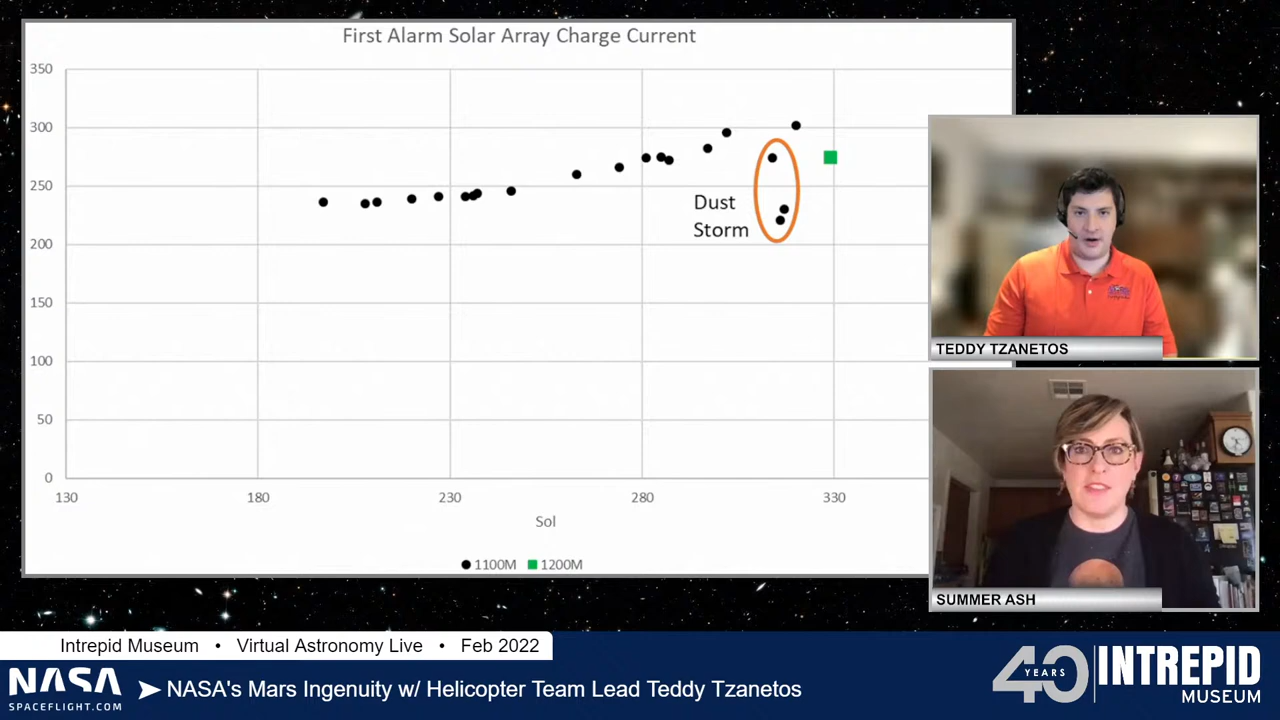 First Alarm Solar Array Charge Current
350
300
250
200
150
100
50
0
Dust
Storm
130 180 230 280 330
Sol
1100M 1200M
TEDDY TZANETOS
SUMMER ASH
Intrepid Museum • Virtual Astronomy Live • Feb 2022
NASA
SPACEFLIGHT.COM
NASA's Mars Ingenuity w/ Helicopter Team Lead Teddy Tzanetos
40
YEARS
INTREPID
MUSEUM